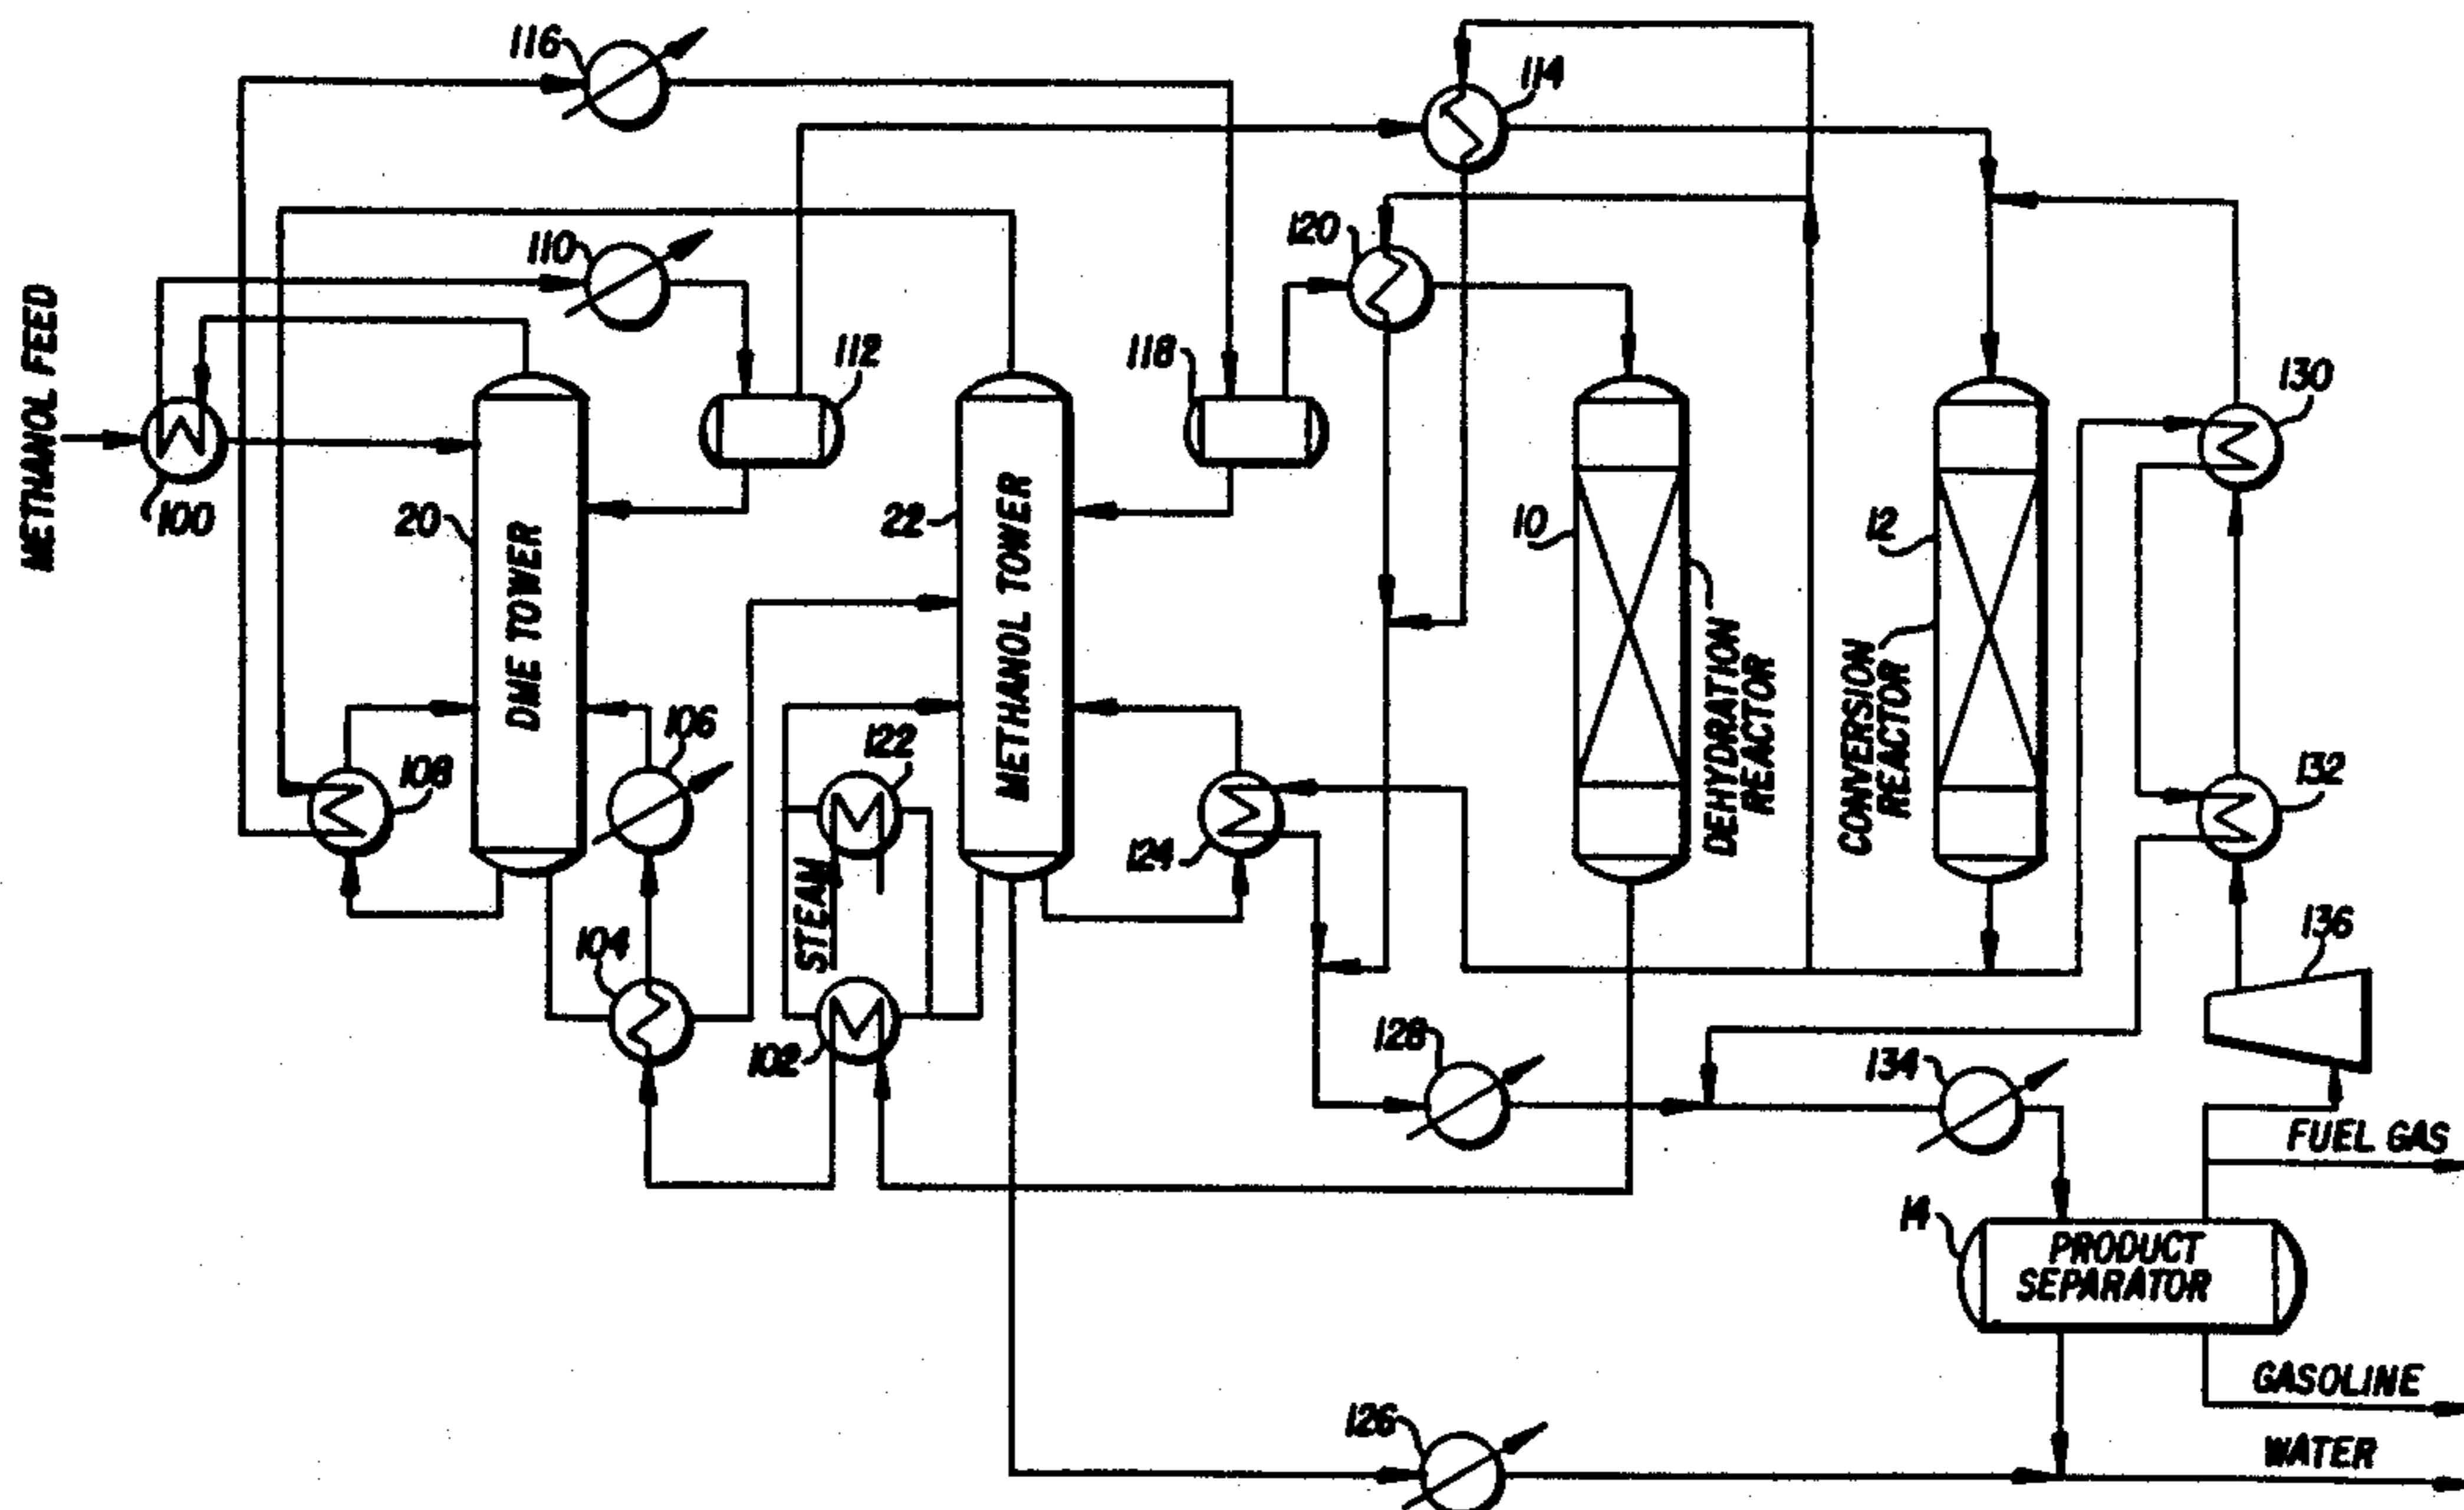 116
114
110
120
METHANOL FEED
112
118
130
100
20
DME TOWER
22
METHANOL TOWER
10
DEHYDRATION
REACTOR
12
CONVERSION
REACTOR
106
122
108
124
132
STEAM
104
102
136
128
134
FUEL GAS
14
PRODUCT
SEPARATOR
GASOLINE
126
WATER